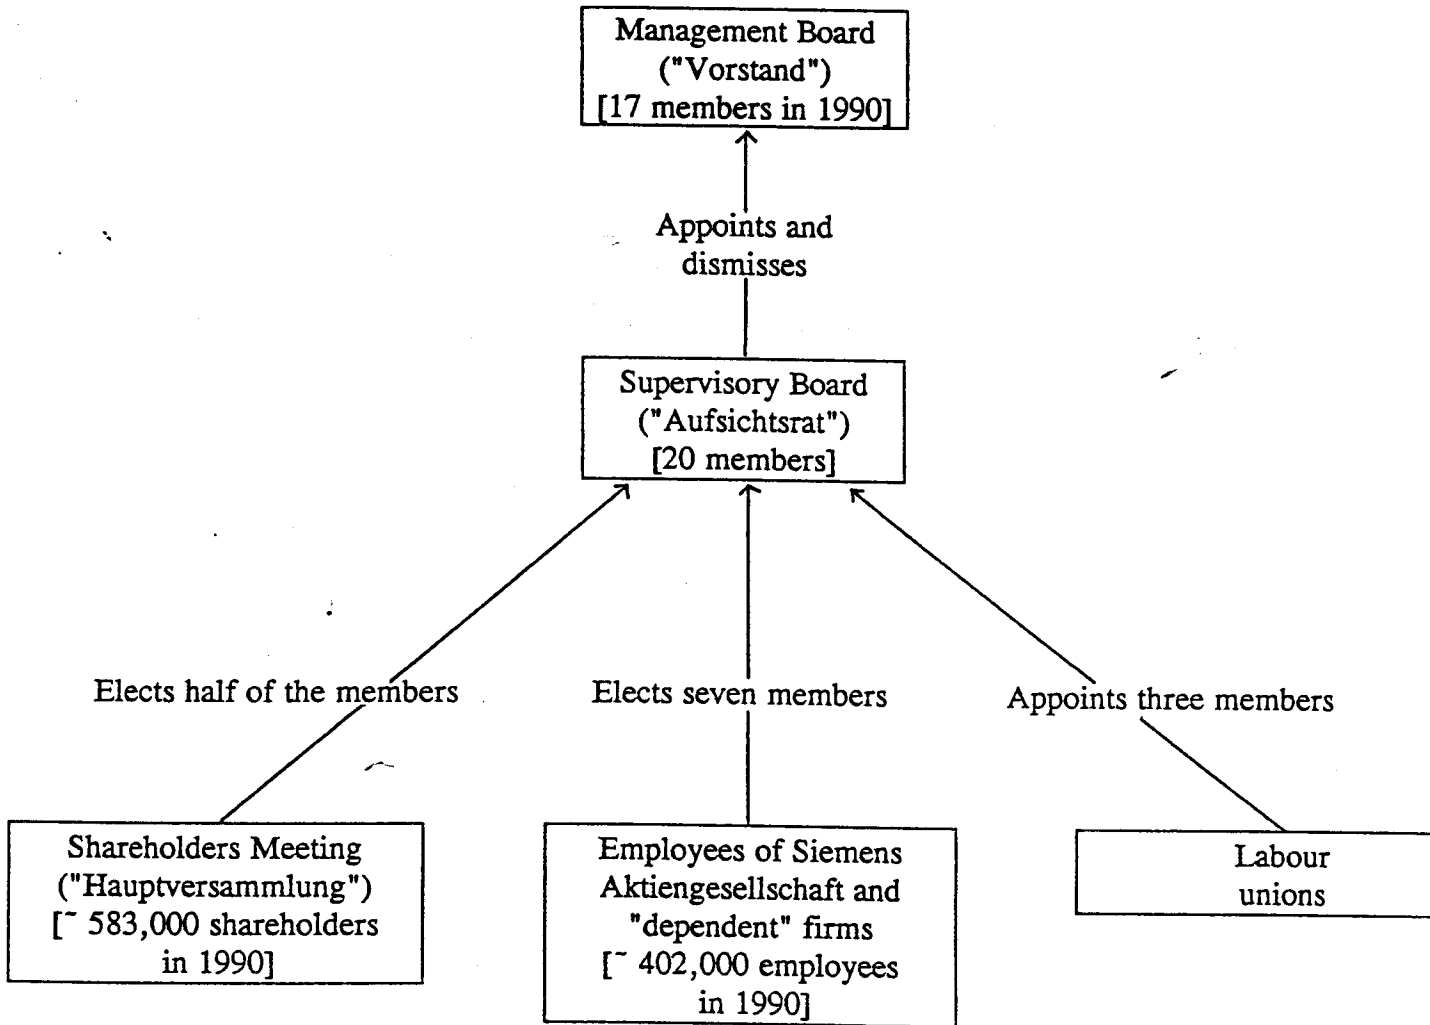 Management Board
("Vorstand")
[17 members in 1990]
Appoints and
dismisses
Supervisory Board
("Aufsichtsrat")
[20 members]
Elects half of the members
Elects seven members
Appoints three members
Shareholders Meeting
("Hauptversammlung")
[~ 583,000 shareholders
in 1990]
Employees of Siemens
Aktiengesellschaft and
"dependent" firms
[~ 402,000 employees
in 1990]
Labour
unions